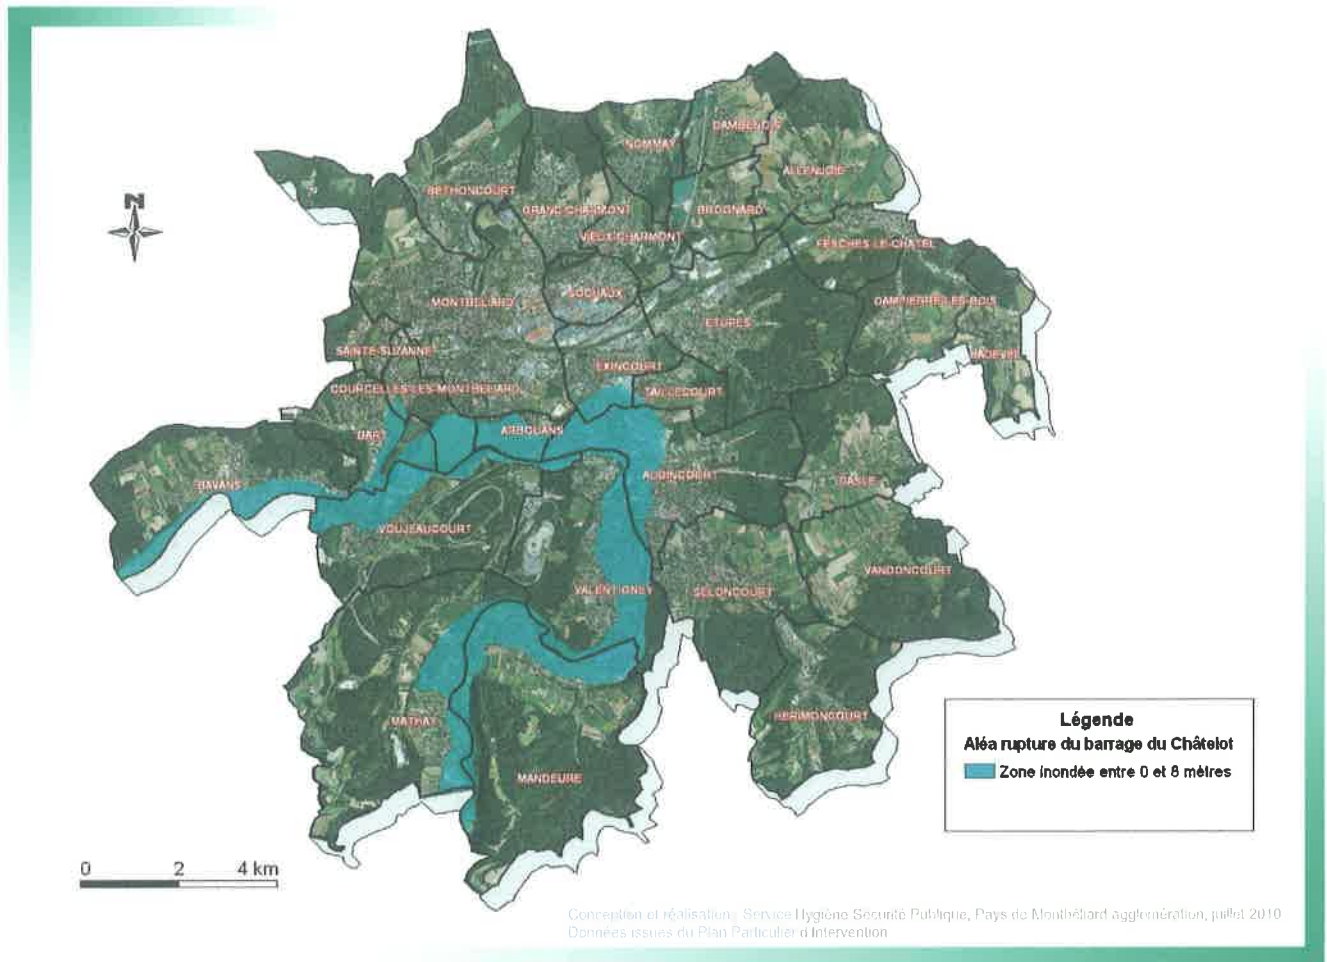 N
DAMBENOIS
NOMMAY
ALLENJOIE
BETHONCOURT
GRAND-CHARMONT
BROGNARD
VIEUX-CHARMONT
FESCHES-LE-CHATEL
MONTBELIARD
SOCHAUX
DAMPIERRE-LES-BOIS
ETUPES
SAINTE-SUZANNE
BADEVEL
EXINCOURT
COURCELLES-LES-MONTBELIARD
TAILLECOURT
BART
ARBOUANS
BAVANS
AUDINCOURT
DASLE
VOUJEAUCOURT
VANDONCOURT
VALENTIGNEY
SELONCOURT
MATHAY
HERIMONCOURT
MANDEURE
Légende
Aléa rupture du barrage du Châtelot
Zone inondée entre 0 et 8 mètres
0 2 4 km
Conception et réalisation : Service Hygiène Sécurité Publique, Pays de Montbéliard agglomération, juillet 2010
Données issues du Plan Particulier d'Intervention